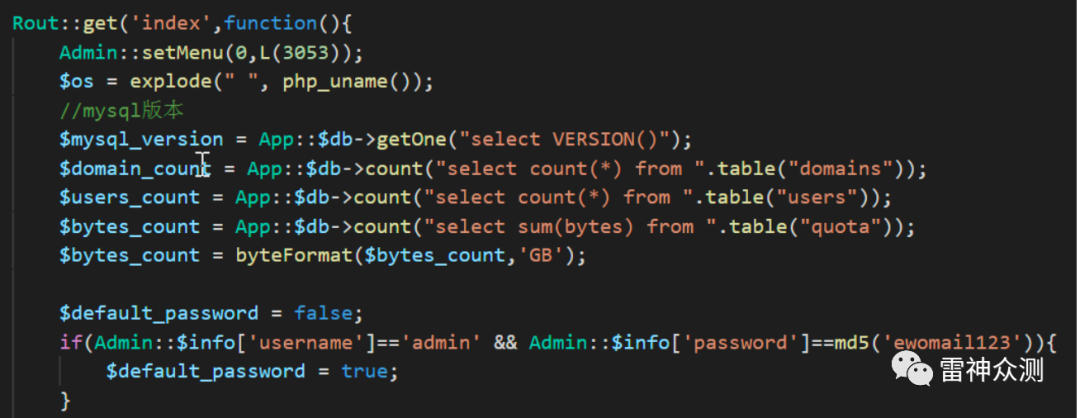 Rout::get('index',function(){
    Admin::setMenu(0,L(3053));
    $os = explode(" ", php_uname());
    //mysql版本
    $mysql_version = App::$db->getOne("select VERSION()");
    $domain_count = App::$db->count("select count(*) from ".table("domains"));
    $users_count = App::$db->count("select count(*) from ".table("users"));
    $bytes_count = App::$db->count("select sum(bytes) from ".table("quota"));
    $bytes_count = byteFormat($bytes_count,'GB');
    $default_password = false;
    if(Admin::$info['username']=='admin' && Admin::$info['password']==md5('ewomail123')){
        $default_password = true;
    }
雷神众测